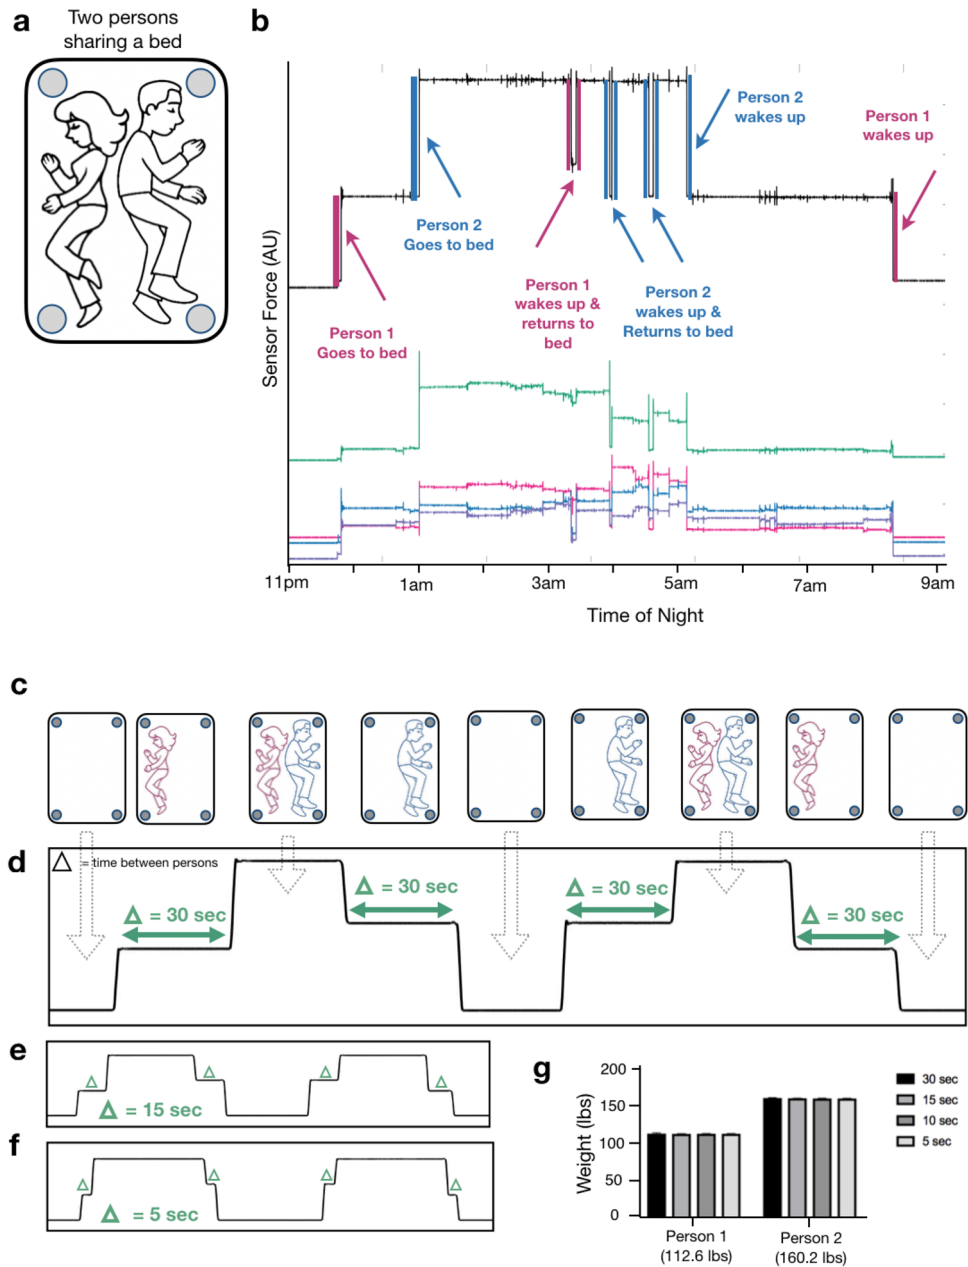 a
Two persons
sharing a bed
b
Sensor Force (AU)
Person 2
wakes up
Person 1
wakes up
Person 2
Goes to bed
Person 1
wakes up &
returns to
bed
Person 2
wakes up &
Returns to bed
Person 1
Goes to bed
11pm
1am
3am
5am
7am
9am
Time of Night
c
d
Δ = time between persons
Δ = 30 sec
Δ = 30 sec
Δ = 30 sec
Δ = 30 sec
e
Δ
Δ
Δ
Δ
Δ = 15 sec
f
Δ
Δ
Δ
Δ
Δ = 5 sec
g
Weight (lbs)
200
150
100
50
0
30 sec
15 sec
10 sec
5 sec
Person 1
(112.6 lbs)
Person 2
(160.2 lbs)